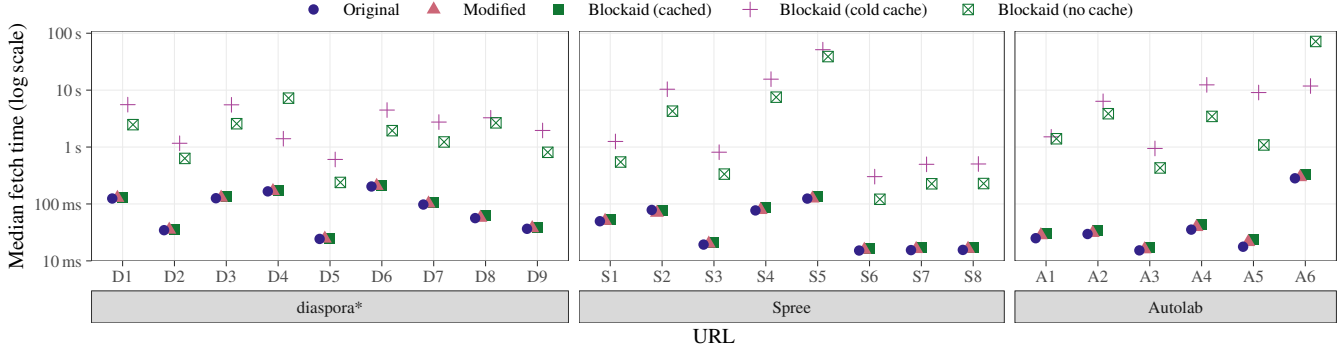 Original Modified Blockaid (cached) Blockaid (cold cache) Blockaid (no cache)
Median fetch time (log scale)
100 s
10 s
1 s
100 ms
10 ms
D1 D2 D3 D4 D5 D6 D7 D8 D9
S1 S2 S3 S4 S5 S6 S7 S8
A1 A2 A3 A4 A5 A6
diaspora* Spree Autolab
URL